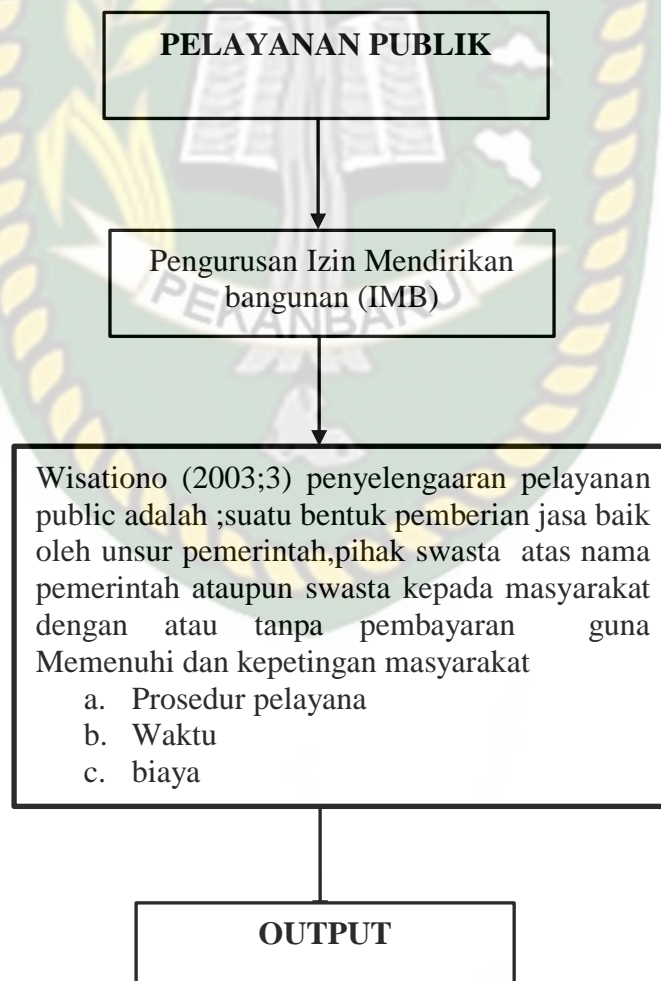 PELAYANAN PUBLIK
Pengurusan Izin Mendirikan
bangunan (IMB)
PEKANBARU
Wisationo (2003;3) penyelengaaran pelayanan
public adalah ;suatu bentuk pemberian jasa baik
oleh unsur pemerintah,pihak swasta atas nama
pemerintah ataupun swasta kepada masyarakat
dengan atau tanpa pembayaran guna
Memenuhi dan kepetingan masyarakat
a. Prosedur pelayana
b. Waktu
c. biaya
OUTPUT